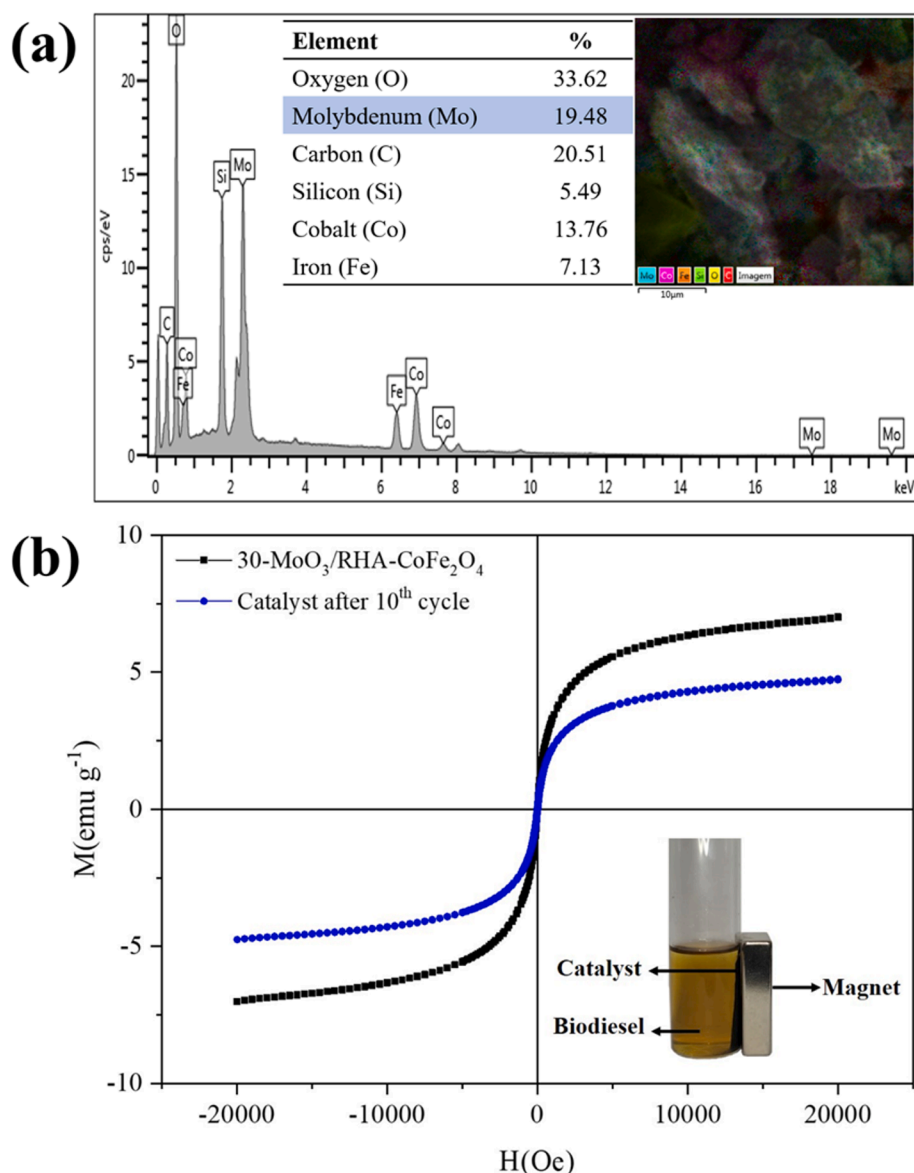 (a)
Element %
Oxygen (O) 33.62
Molybdenum (Mo) 19.48
Carbon (C) 20.51
Silicon (Si) 5.49
Cobalt (Co) 13.76
Iron (Fe) 7.13
Mo Co Fe Si O C Imagem
10µm
cps/eV
20
15
10
5
0
O
Si
Mo
C
Co
Fe
Fe
Co
Co
Mo
Mo
0 2 4 6 8 10 12 14 16 18 keV
(b)
30-MoO₃/RHA-CoFe₂O₄
Catalyst after 10ᵗʰ cycle
M(emu g⁻¹)
10
5
0
-5
-10
Catalyst
Magnet
Biodiesel
-20000 -10000 0 10000 20000
H(Oe)